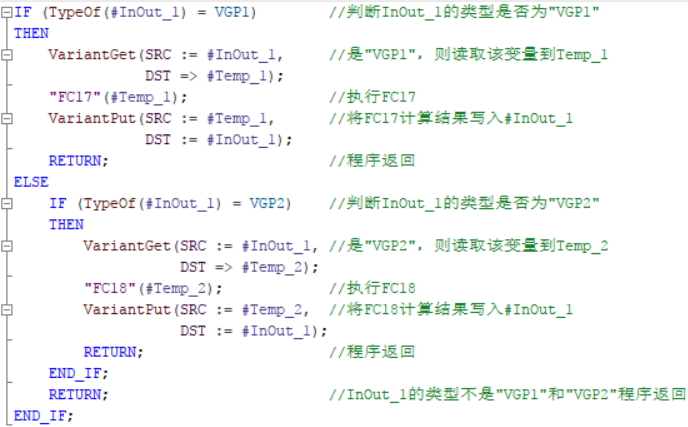 IF (TypeOf(#InOut_1) = VGP1) //判断InOut_1的类型是否为"VGP1"
THEN
VariantGet(SRC := #InOut_1, //是"VGP1", 则读取该变量到Temp_1
DST => #Temp_1);
"FC17"(#Temp_1); //执行FC17
VariantPut(SRC := #Temp_1, //将FC17计算结果写入#InOut_1
DST := #InOut_1);
RETURN; //程序返回
ELSE
IF (TypeOf(#InOut_1) = VGP2) //判断InOut_1的类型是否为"VGP2"
THEN
VariantGet(SRC := #InOut_1, //是"VGP2", 则读取该变量到Temp_2
DST => #Temp_2);
"FC18"(#Temp_2); //执行FC18
VariantPut(SRC := #Temp_2, //将FC18计算结果写入#InOut_1
DST := #InOut_1);
RETURN; //程序返回
END_IF;
RETURN; //InOut_1的类型不是"VGP1"和"VGP2"程序返回
END_IF;